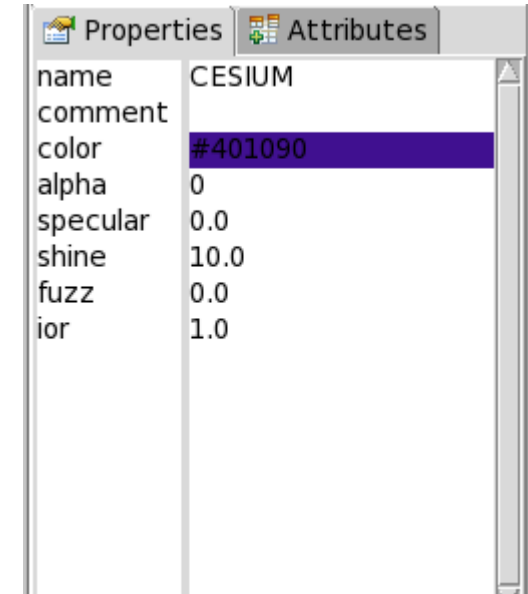 Properties Attributes
name CESIUM
comment
color #401090
alpha 0
specular 0.0
shine 10.0
fuzz 0.0
ior 1.0